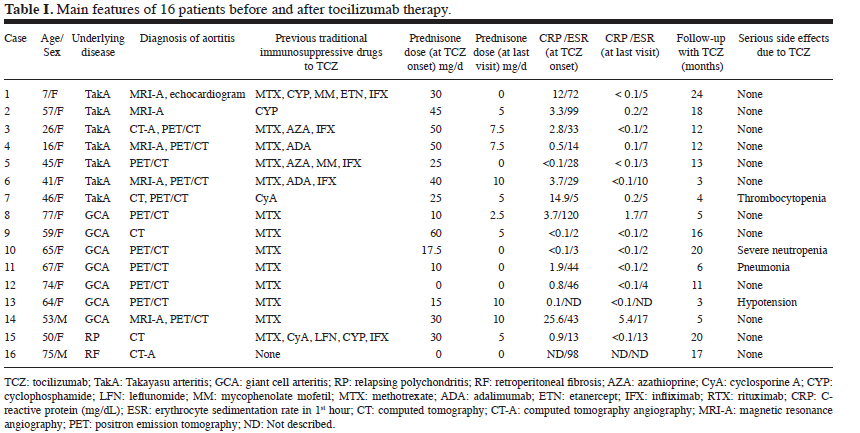 Table I. Main features of 16 patients before and after tocilizumab therapy.
Case Age/ Underlying Diagnosis of aortitis Previous traditional Prednisone Prednisone CRP /ESR CRP /ESR Follow-up Serious side effects
Sex disease immunosuppressive drugs dose (at TCZ dose (at last (at TCZ (at last visit) with TCZ due to TCZ
to TCZ onset) mg/d visit) mg/d onset) (months)
1 7/F TakA MRI-A, echocardiogram MTX, CYP, MM, ETN, IFX 30 0 12/72 < 0.1/5 24 None
2 57/F TakA MRI-A CYP 45 5 3.3/99 0.2/2 18 None
3 26/F TakA CT-A, PET/CT MTX, AZA, IFX 50 7.5 2.8/33 <0.1/2 12 None
4 16/F TakA MRI-A, PET/CT MTX, ADA 50 7.5 0.5/14 0.1/7 12 None
5 45/F TakA PET/CT MTX, AZA, MM, IFX 25 0 <0.1/28 < 0.1/3 13 None
6 41/F TakA MRI-A, PET/CT MTX, ADA, IFX 40 10 3.7/29 <0.1/10 3 None
7 46/F TakA CT, PET/CT CyA 25 5 14.9/5 0.2/5 4 Thrombocytopenia
8 77/F GCA PET/CT MTX 10 2.5 3.7/120 1.7/7 5 None
9 59/F GCA CT MTX 60 5 <0.1/2 <0.1/2 16 None
10 65/F GCA PET/CT MTX 17.5 0 <0.1/3 <0.1/2 20 Severe neutropenia
11 67/F GCA PET/CT MTX 10 0 1.9/44 <0.1/2 6 Pneumonia
12 74/F GCA PET/CT MTX 0 0 0.8/46 <0.1/4 11 None
13 64/F GCA PET/CT MTX 15 10 0.1/ND <0.1/ND 3 Hypotension
14 53/M GCA MRI-A, PET/CT MTX 30 10 25.6/43 5.4/17 5 None
15 50/F RP CT MTX, CyA, LFN, CYP, IFX 30 5 0.9/13 <0.1/13 20 None
16 75/M RF CT-A None 0 0 ND/98 ND/ND 17 None
TCZ: tocilizumab; TakA: Takayasu arteritis; GCA: giant cell arteritis; RP: relapsing polychondritis; RF: retroperitoneal fibrosis; AZA: azathioprine; CyA: cyclosporine A; CYP:
cyclophosphamide; LFN: leflunomide; MM: mycophenolate mofetil; MTX: methotrexate; ADA: adalimumab; ETN: etanercept; IFX: infliximab; RTX: rituximab; CRP: C-
reactive protein (mg/dL); ESR: erythrocyte sedimentation rate in 1st hour; CT: computed tomography; CT-A: computed tomography angiography; MRI-A: magnetic resonance
angiography; PET: positron emission tomography; ND: Not described.